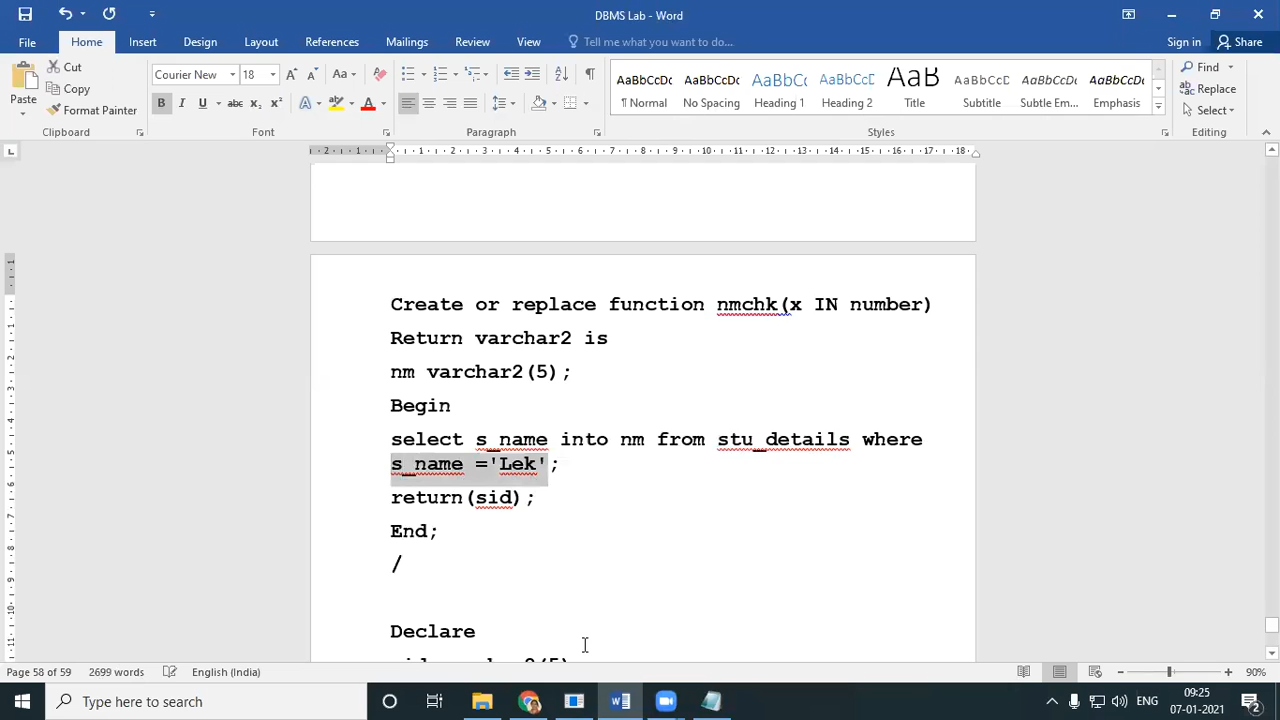 DBMS Lab - Word
File Home Insert Design Layout References Mailings Review View Tell me what you want to do... Sign in Share
Paste Cut Copy Format Painter Clipboard
Courier New 18 Font
Paragraph
AaBbCcDc ¶ Normal
AaBbCcDc No Spacing
AaBbCc Heading 1
AaBbCcD Heading 2
AaB Title
AaBbCcD Subtitle
AaBbCcDc Subtle Em...
AaBbCcDc Emphasis
Styles
Find Replace Select Editing
Create or replace function nmchk(x IN number)
Return varchar2 is
nm varchar2(5);
Begin
select s_name into nm from stu_details where
s_name ='Lek';
return(sid);
End;
/
Declare
Page 58 of 59 2699 words English (India) 90%
Type here to search
ENG 09:25 07-01-2021 2